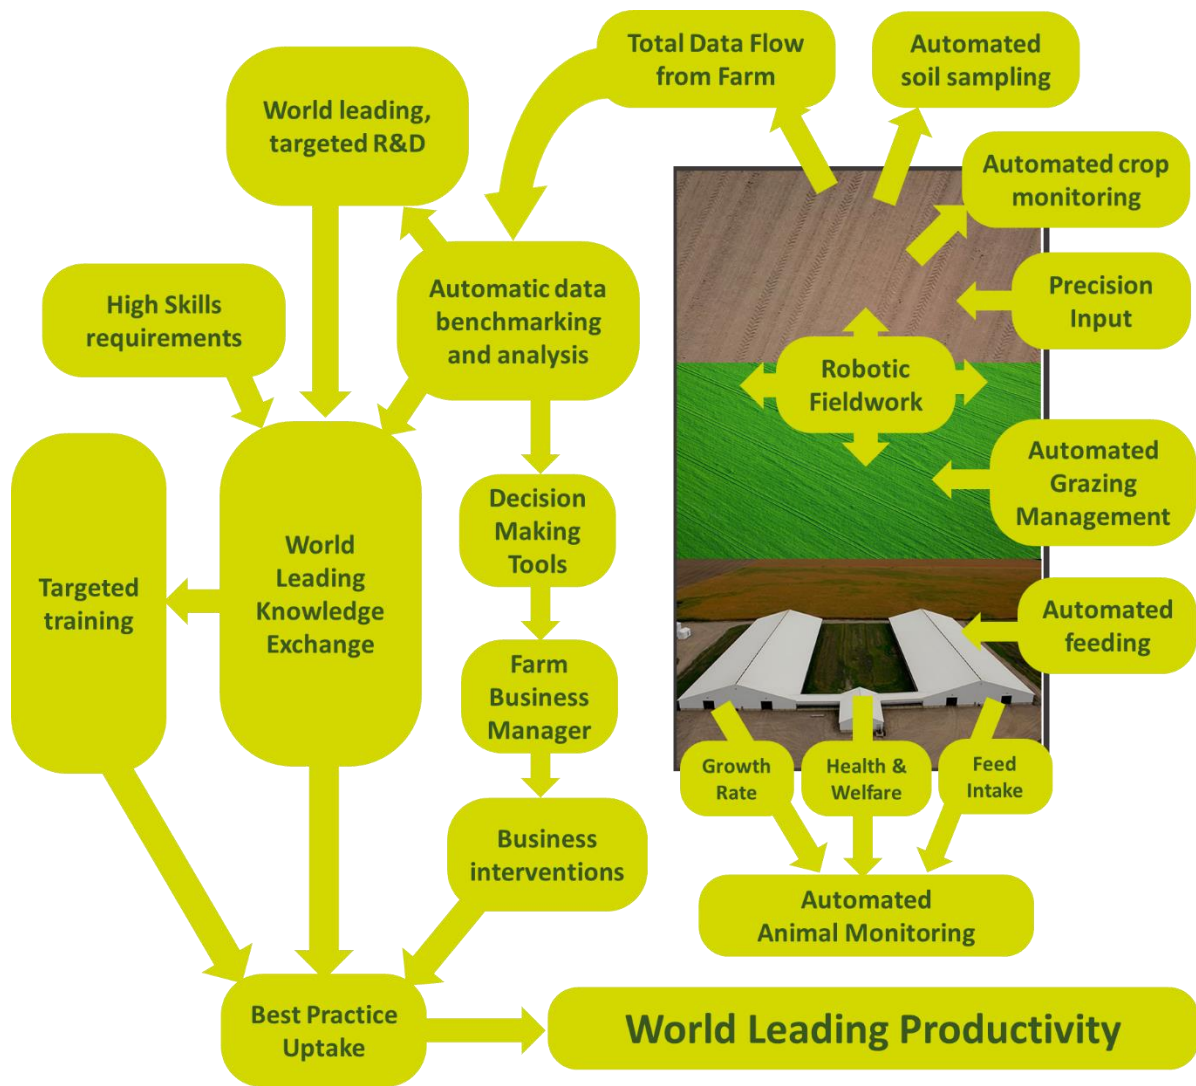 Total Data Flow
from Farm
Automated
soil sampling
World leading,
targeted R&D
Automated crop
monitoring
High Skills
requirements
Automatic data
benchmarking
and analysis
Precision
Input
Robotic
Fieldwork
Targeted
training
World
Leading
Knowledge
Exchange
Decision
Making
Tools
Automated
Grazing
Management
Automated
feeding
Farm
Business
Manager
Growth
Rate
Health &
Welfare
Feed
Intake
Business
interventions
Automated
Animal Monitoring
Best Practice
Uptake
World Leading Productivity